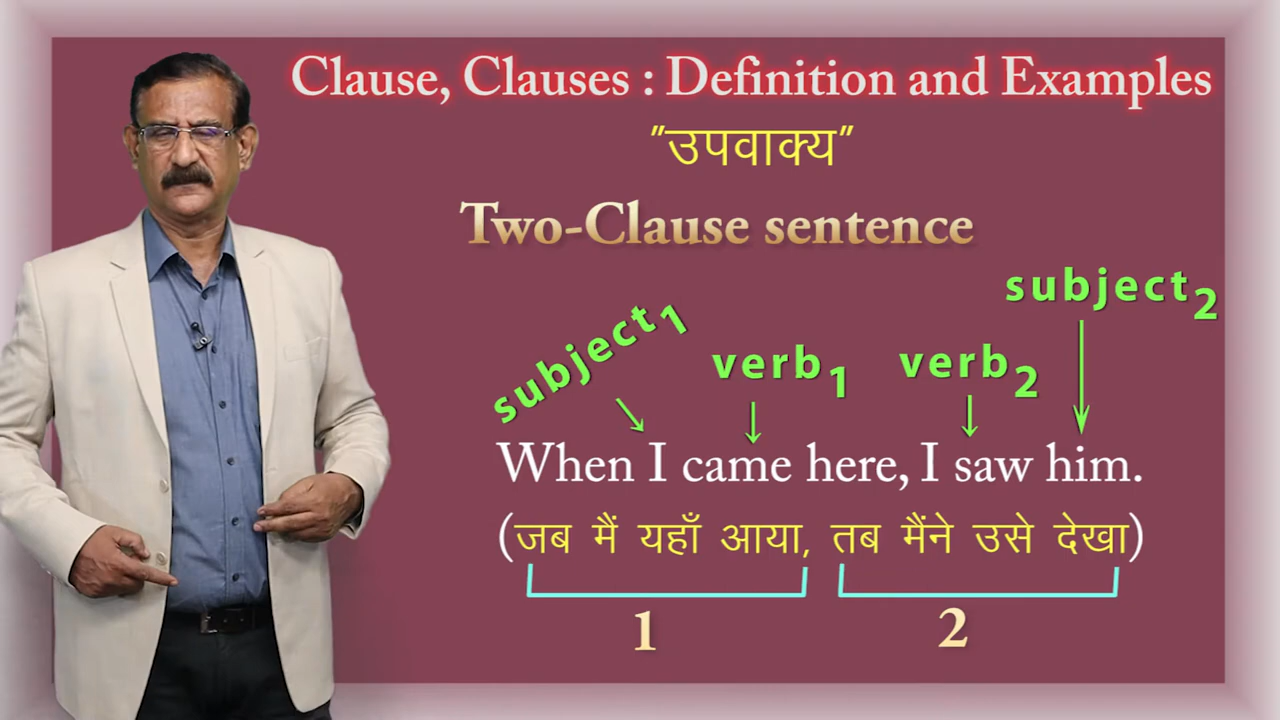 Clause, Clauses : Definition and Examples
"उपवाक्य"
Two-Clause sentence
subject1 verb1 verb2 subject2
When I came here, I saw him.
(जब मैं यहाँ आया, तब मैंने उसे देखा)
1 2